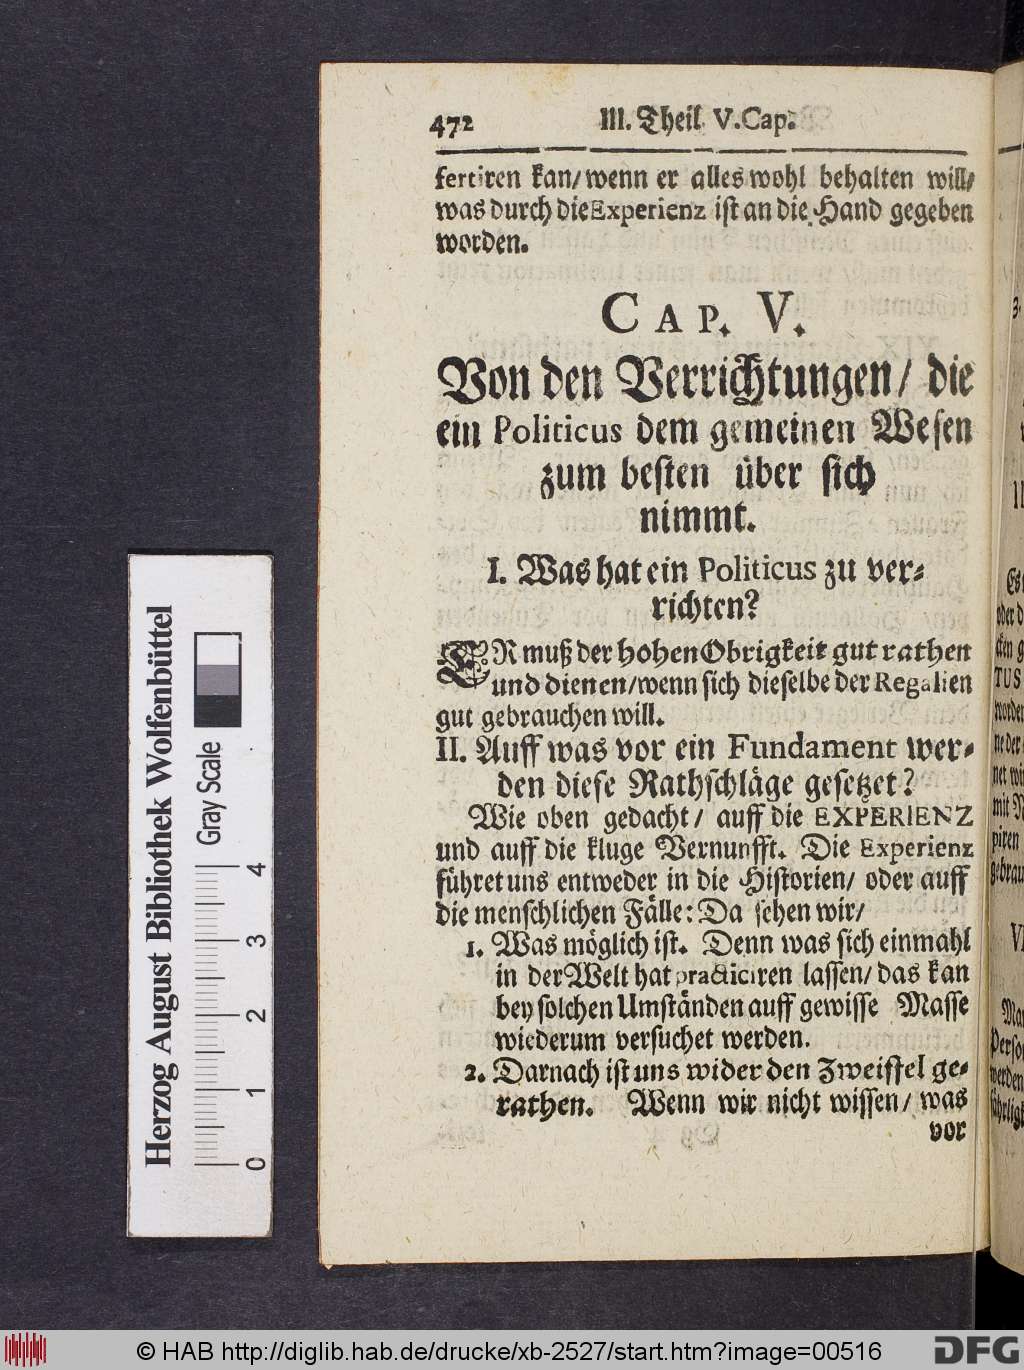 472 III. Theil V. Cap.
fertiren kan/ wenn er alles wohl behalten will/
was durch die Experienz ist an die Hand gegeben
worden.
CAP. V.
Von den Verrichtungen/ die
ein Politicus dem gemeinen Wesen
zum besten über sich
nimmt.
I. Was hat ein Politicus zu ver-
richten?
ER muß der hohen Obrigkeit gut rathen
und dienen/ wenn sich dieselbe der Regalien
gut gebrauchen will.
II. Auff was vor ein Fundament wer-
den diese Rathschläge gesetzet?
Wie oben gedacht/ auff die EXPERIENZ
und auff die kluge Vernunfft. Die Experienz
führet uns entweder in die Historien/ oder auff
die menschlichen Fälle: Da sehen wir/
1. Was möglich ist. Denn was sich einmahl
in der Welt hat practiciren lassen/ das kan
bey solchen Umständen auff gewisse Masse
wiederum versuchet werden.
2. Darnach ist uns wider den Zweiffel ge-
rathen. Wenn wir nicht wissen/ was
vor
Herzog August Bibliothek Wolfenbüttel
Gray Scale
0 1 2 3 4
© HAB http://diglib.hab.de/drucke/xb-2527/start.htm?image=00516
DFG